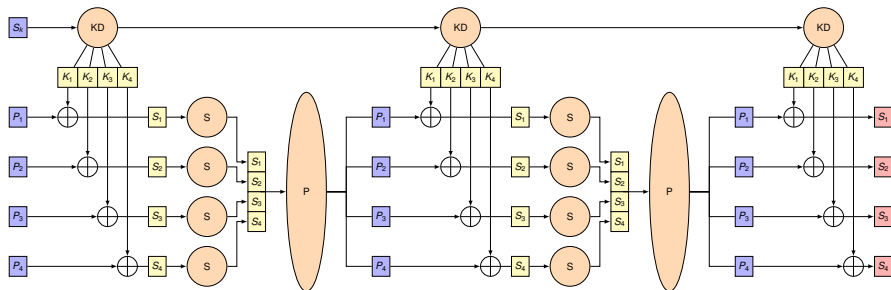 Sk KD KD KD
K1 K2 K3 K4 K1 K2 K3 K4 K1 K2 K3 K4
P1 S1 S P1 S1 S P1 S1
S1 S1
P2 S2 S P2 S2 S P2 S2
S2 S2
P P
S3 S3
P3 S3 S P3 S3 S P3 S3
S4 S4
P4 S4 S P4 S4 S P4 S4